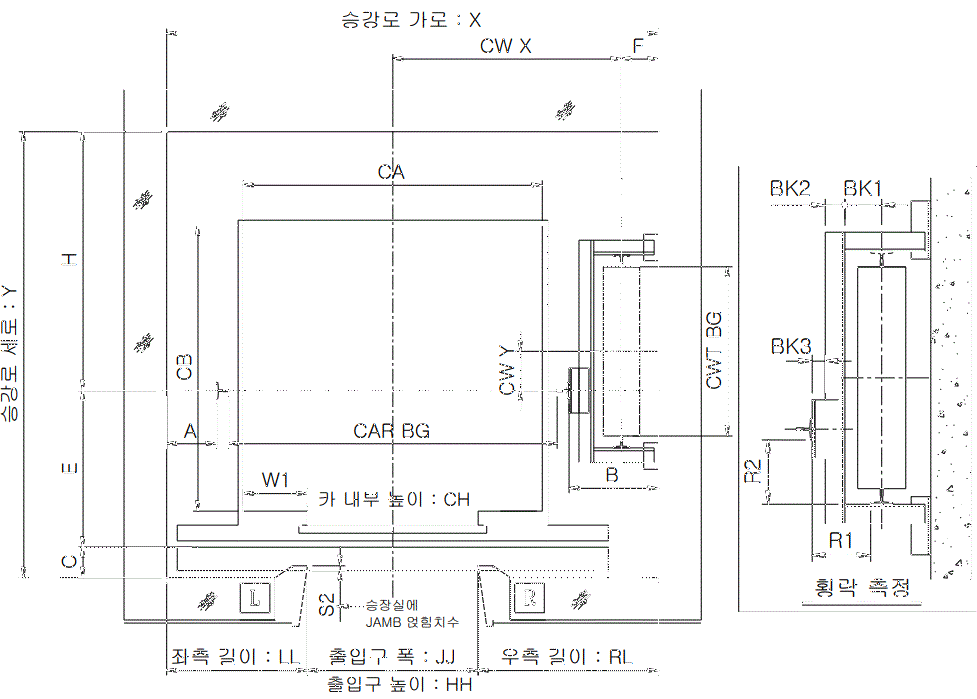 승강로 가로 : X
CW X
F
CA
BK2
BK1
H
승강로 세로 : Y
CB
CW Y
CWT BG
BK3
A
CAR BG
E
W1
B
R2
카 내부 높이 : CH
C
R1
횡락 측정
L
R
S2
승장실에
JAMB 얹힘치수
좌측 길이 : LL
출입구 폭 : JJ
우측 길이 : RL
출입구 높이 : HH